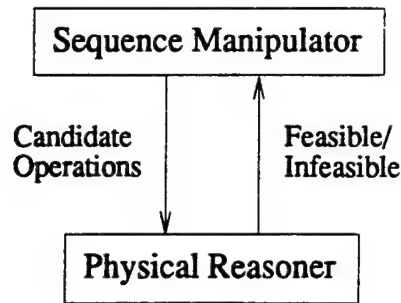 Sequence Manipulator
Candidate
Operations
Feasible/
Infeasible
Physical Reasoner